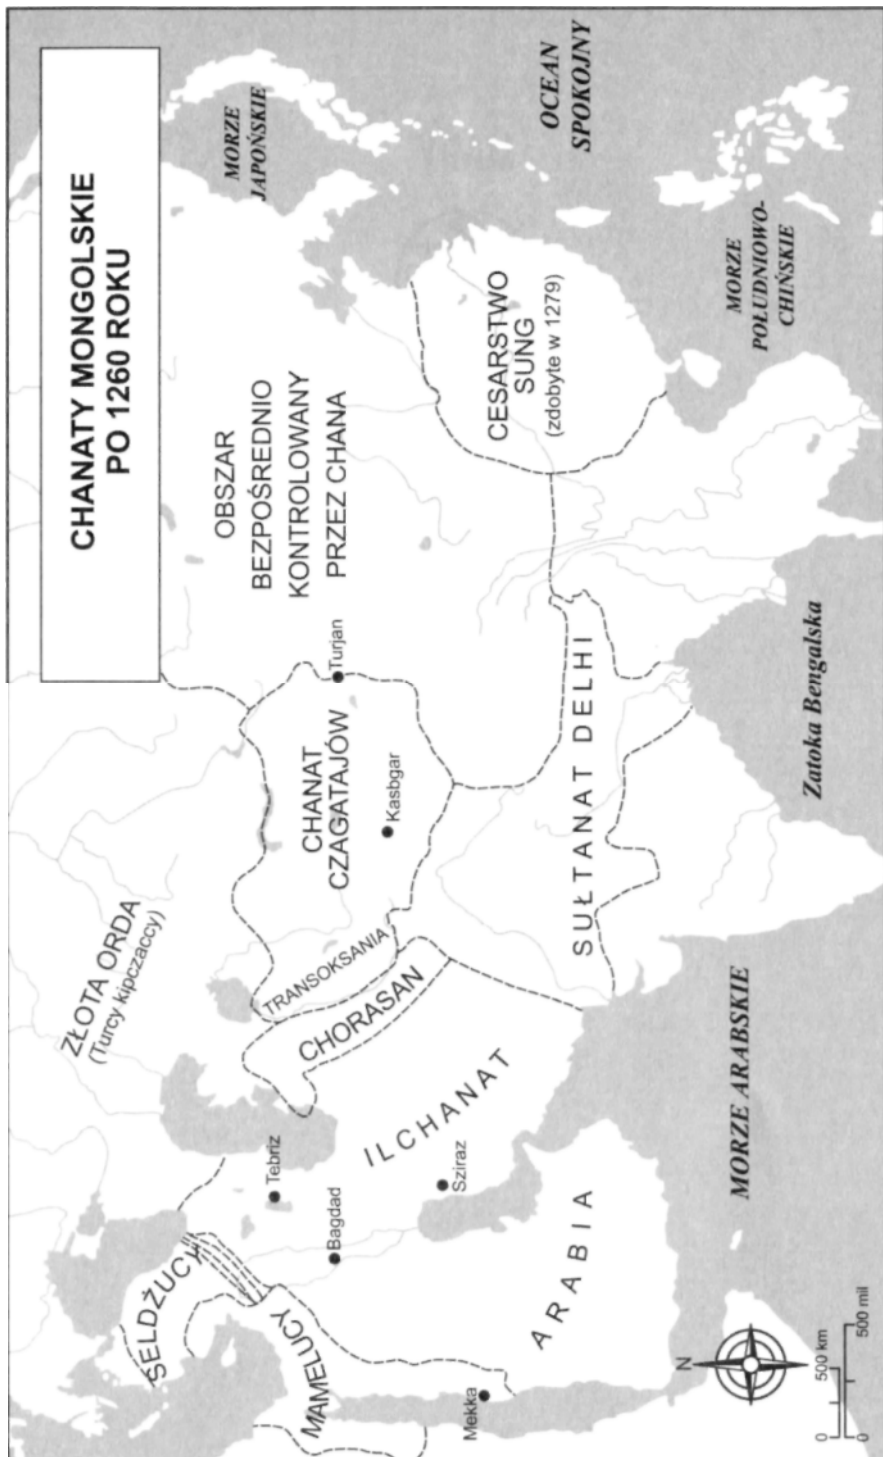 CHANATY MONGOLSKIE
PO 1260 ROKU
MORZE
JAPOŃSKIE
OCEAN
SPOKOJNY
OBSZAR
BEZPOŚREDNIO
KONTROLOWANY
PRZEZ CHANA
CESARSTWO
SUNG
(zdobyte w 1279)
MORZE
POŁUDNIOWO-
CHIŃSKIE
ZŁOTA ORDA
(Turcy kipczaccy)
CHANAT
CZAGATAJÓW
Turjan
Kasbgar
TRANSOKSANIA
CHORASAN
SUŁTANAT DELHI
Zatoka Bengalska
ILCHANAT
Tebriz
Bagdad
Sziraz
SELDŻUCY
MAMELUCY
ARABIA
Mekka
MORZE ARABSKIE
N
0 500 km
0 500 mil